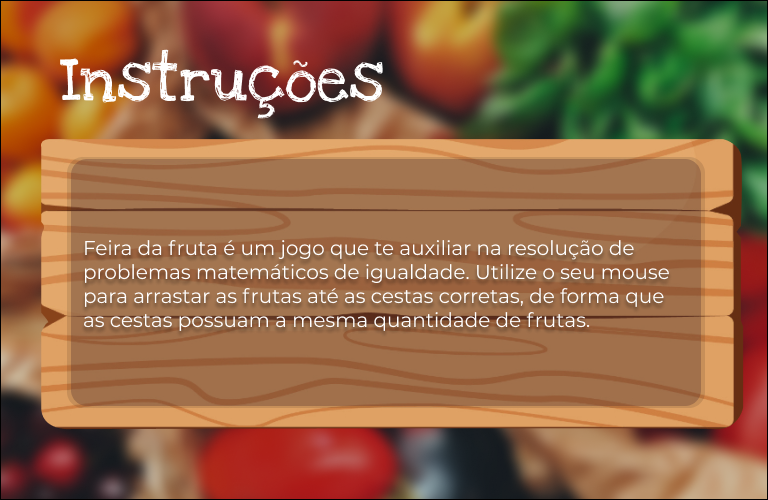 Instruções
Feira da fruta é um jogo que te auxiliar na resolução de
problemas matemáticos de igualdade. Utilize o seu mouse
para arrastar as frutas até as cestas corretas, de forma que
as cestas possuam a mesma quantidade de frutas.